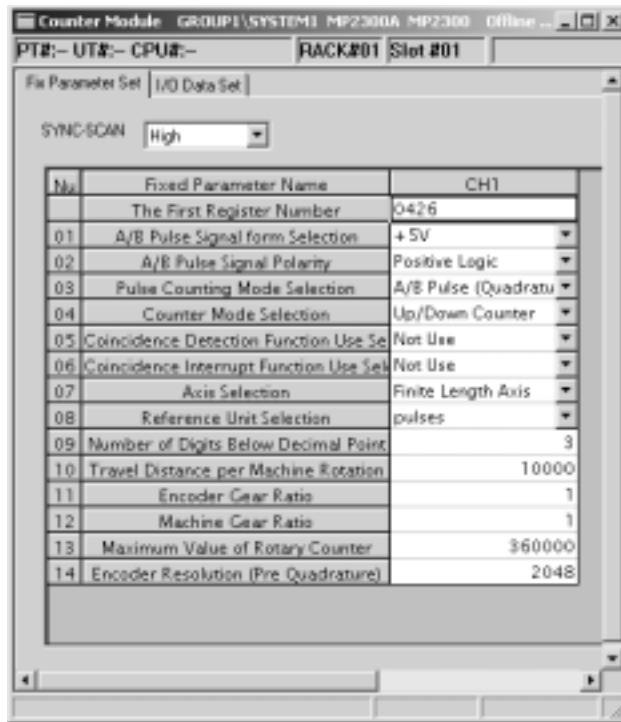 Counter Module GROUP1\SYSTEM1 MP2300A MP2300 Offline ...
PT#:– UT#:– CPU#:– RACK#01 Slot #01
Fix Parameter Set I/O Data Set
SYNC-SCAN High
Nu Fixed Parameter Name CH1
The First Register Number 0426
01 A/B Pulse Signal form Selection +5V
02 A/B Pulse Signal Polarity Positive Logic
03 Pulse Counting Mode Selection A/B Pulse (Quadratu
04 Counter Mode Selection Up/Down Counter
05 Coincidence Detection Function Use Se Not Use
06 Coincidence Interrupt Function Use Sele Not Use
07 Axis Selection Finite Length Axis
08 Reference Unit Selection pulses
09 Number of Digits Below Decimal Point 3
10 Travel Distance per Machine Rotation 10000
11 Encoder Gear Ratio 1
12 Machine Gear Ratio 1
13 Maximum Value of Rotary Counter 360000
14 Encoder Resolution (Pre Quadrature) 2048